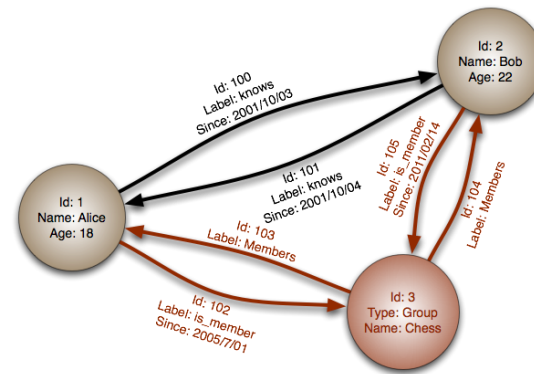 Id: 2
Name: Bob
Age: 22
Id: 100
Label: knows
Since: 2001/10/03
Id: 101
Label: knows
Since: 2001/10/04
Id: 105
Label: is_member
Since: 2011/02/14
Id: 104
Label: Members
Id: 1
Name: Alice
Age: 18
Id: 103
Label: Members
Id: 102
Label: is_member
Since: 2005/7/01
Id: 3
Type: Group
Name: Chess